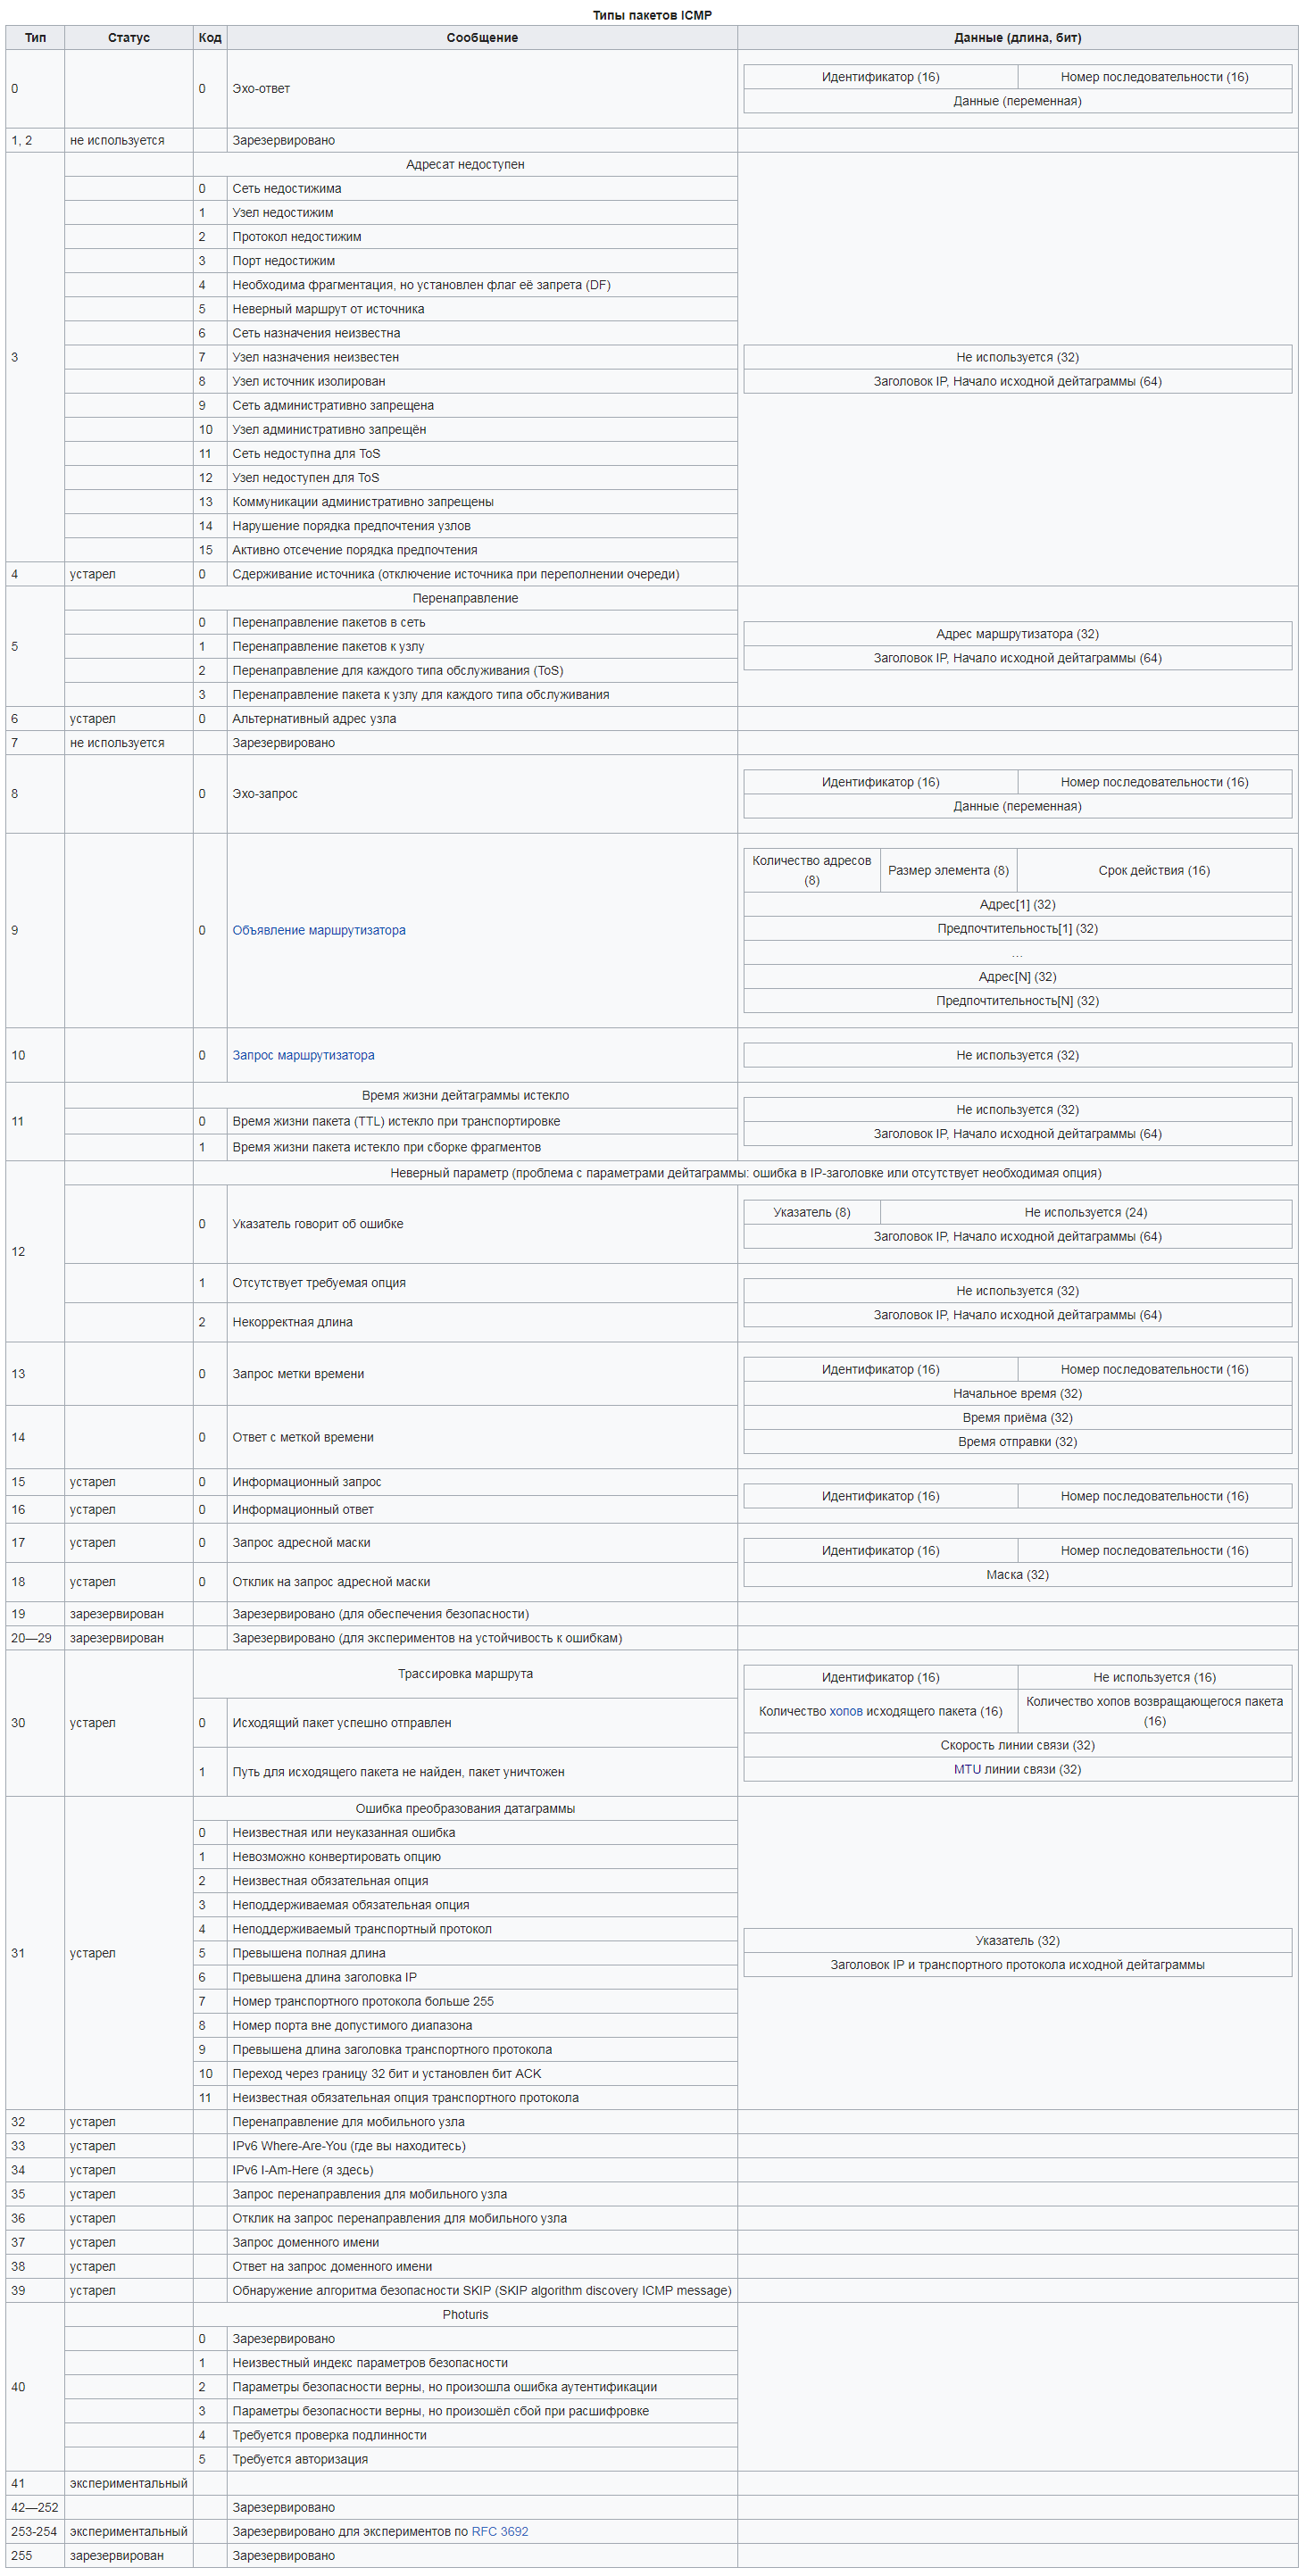 Типы пакетов ICMP
Тип Статус Код Сообщение Данные (длина, бит)
0 0 Эхо-ответ
Идентификатор (16) Номер последовательности (16)
Данные (переменная)
1, 2 не используется Зарезервировано
3
Адресат недоступен
0 Сеть недостижима
1 Узел недостижим
2 Протокол недостижим
3 Порт недостижим
4 Необходима фрагментация, но установлен флаг её запрета (DF)
5 Неверный маршрут от источника
6 Сеть назначения неизвестна
7 Узел назначения неизвестен
8 Узел источник изолирован
9 Сеть административно запрещена
10 Узел административно запрещён
11 Сеть недоступна для ToS
12 Узел недоступен для ToS
13 Коммуникации административно запрещены
14 Нарушение порядка предпочтения узлов
15 Активно отсечение порядка предпочтения
4 устарел 0 Сдерживание источника (отключение источника при переполнении очереди)
Не используется (32)
Заголовок IP, Начало исходной дейтаграммы (64)
5
Перенаправление
0 Перенаправление пакетов в сеть
1 Перенаправление пакетов к узлу
2 Перенаправление для каждого типа обслуживания (ToS)
3 Перенаправление пакета к узлу для каждого типа обслуживания
Адрес маршрутизатора (32)
Заголовок IP, Начало исходной дейтаграммы (64)
6 устарел 0 Альтернативный адрес узла
7 не используется Зарезервировано
8 0 Эхо-запрос
Идентификатор (16) Номер последовательности (16)
Данные (переменная)
9 0 Объявление маршрутизатора
Количество адресов (8) Размер элемента (8) Срок действия (16)
Адрес[1] (32)
Предпочтительность[1] (32)
…
Адрес[N] (32)
Предпочтительность[N] (32)
10 0 Запрос маршрутизатора
Не используется (32)
11
Время жизни дейтаграммы истекло
0 Время жизни пакета (TTL) истекло при транспортировке
1 Время жизни пакета истекло при сборке фрагментов
Не используется (32)
Заголовок IP, Начало исходной дейтаграммы (64)
12
Неверный параметр (проблема с параметрами дейтаграммы: ошибка в IP-заголовке или отсутствует необходимая опция)
0 Указатель говорит об ошибке
Указатель (8) Не используется (24)
Заголовок IP, Начало исходной дейтаграммы (64)
1 Отсутствует требуемая опция
2 Некорректная длина
Не используется (32)
Заголовок IP, Начало исходной дейтаграммы (64)
13 0 Запрос метки времени
14 0 Ответ с меткой времени
Идентификатор (16) Номер последовательности (16)
Начальное время (32)
Время приёма (32)
Время отправки (32)
15 устарел 0 Информационный запрос
16 устарел 0 Информационный ответ
Идентификатор (16) Номер последовательности (16)
17 устарел 0 Запрос адресной маски
18 устарел 0 Отклик на запрос адресной маски
Идентификатор (16) Номер последовательности (16)
Маска (32)
19 зарезервирован Зарезервировано (для обеспечения безопасности)
20—29 зарезервирован Зарезервировано (для экспериментов на устойчивость к ошибкам)
30 устарел
Трассировка маршрута
0 Исходящий пакет успешно отправлен
1 Путь для исходящего пакета не найден, пакет уничтожен
Идентификатор (16) Не используется (16)
Количество хопов исходящего пакета (16) Количество хопов возвращающегося пакета (16)
Скорость линии связи (32)
MTU линии связи (32)
31 устарел
Ошибка преобразования датаграммы
0 Неизвестная или неуказанная ошибка
1 Невозможно конвертировать опцию
2 Неизвестная обязательная опция
3 Неподдерживаемая обязательная опция
4 Неподдерживаемый транспортный протокол
5 Превышена полная длина
6 Превышена длина заголовка IP
7 Номер транспортного протокола больше 255
8 Номер порта вне допустимого диапазона
9 Превышена длина заголовка транспортного протокола
10 Переход через границу 32 бит и установлен бит ACK
11 Неизвестная обязательная опция транспортного протокола
Указатель (32)
Заголовок IP и транспортного протокола исходной дейтаграммы
32 устарел Перенаправление для мобильного узла
33 устарел IPv6 Where-Are-You (где вы находитесь)
34 устарел IPv6 I-Am-Here (я здесь)
35 устарел Запрос перенаправления для мобильного узла
36 устарел Отклик на запрос перенаправления для мобильного узла
37 устарел Запрос доменного имени
38 устарел Ответ на запрос доменного имени
39 устарел Обнаружение алгоритма безопасности SKIP (SKIP algorithm discovery ICMP message)
40
Photuris
0 Зарезервировано
1 Неизвестный индекс параметров безопасности
2 Параметры безопасности верны, но произошла ошибка аутентификации
3 Параметры безопасности верны, но произошёл сбой при расшифровке
4 Требуется проверка подлинности
5 Требуется авторизация
41 экспериментальный
42—252 Зарезервировано
253-254 экспериментальный Зарезервировано для экспериментов по RFC 3692
255 зарезервирован Зарезервировано